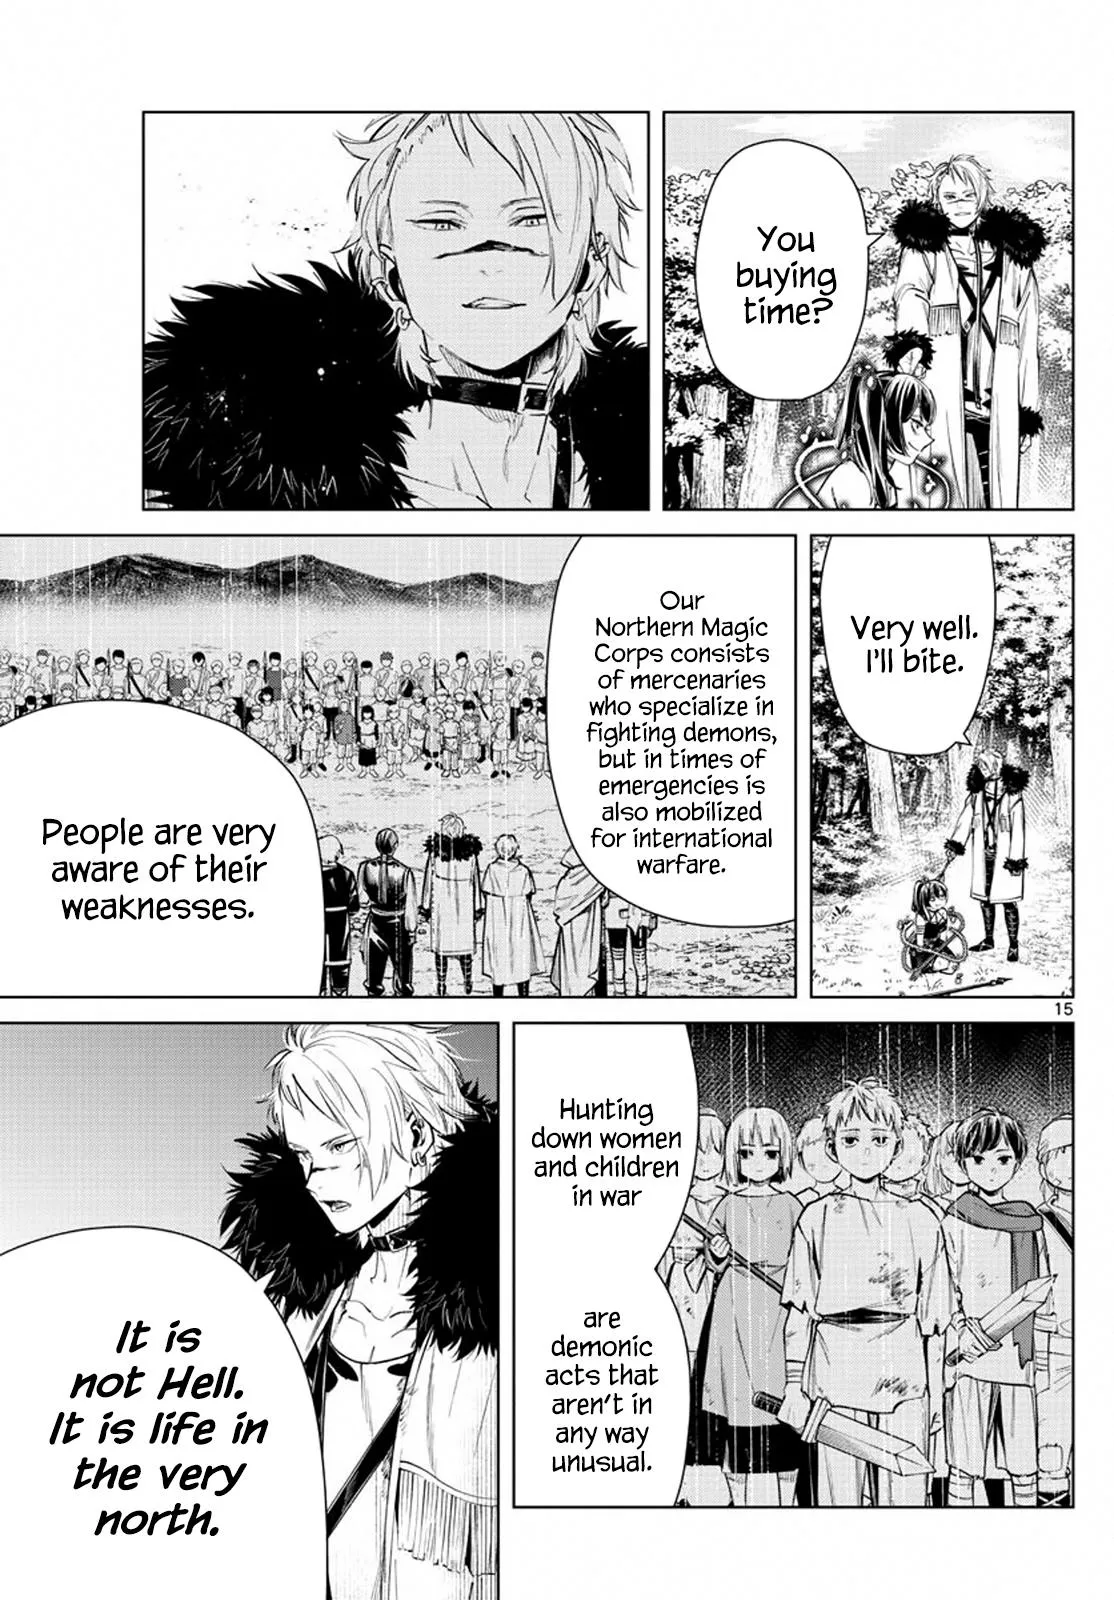 You
buying
time?
Very well.
I'll bite.
Our
Northern Magic
Corps consists
of mercenaries
who specialize in
fighting demons,
but in times of
emergencies is
also mobilized
for international
warfare.
People are very
aware of their
weaknesses.
15
Hunting
down women
and children
in war
are
demonic
acts that
aren't in
any way
unusual.
It is
not Hell.
It is life in
the very
north.